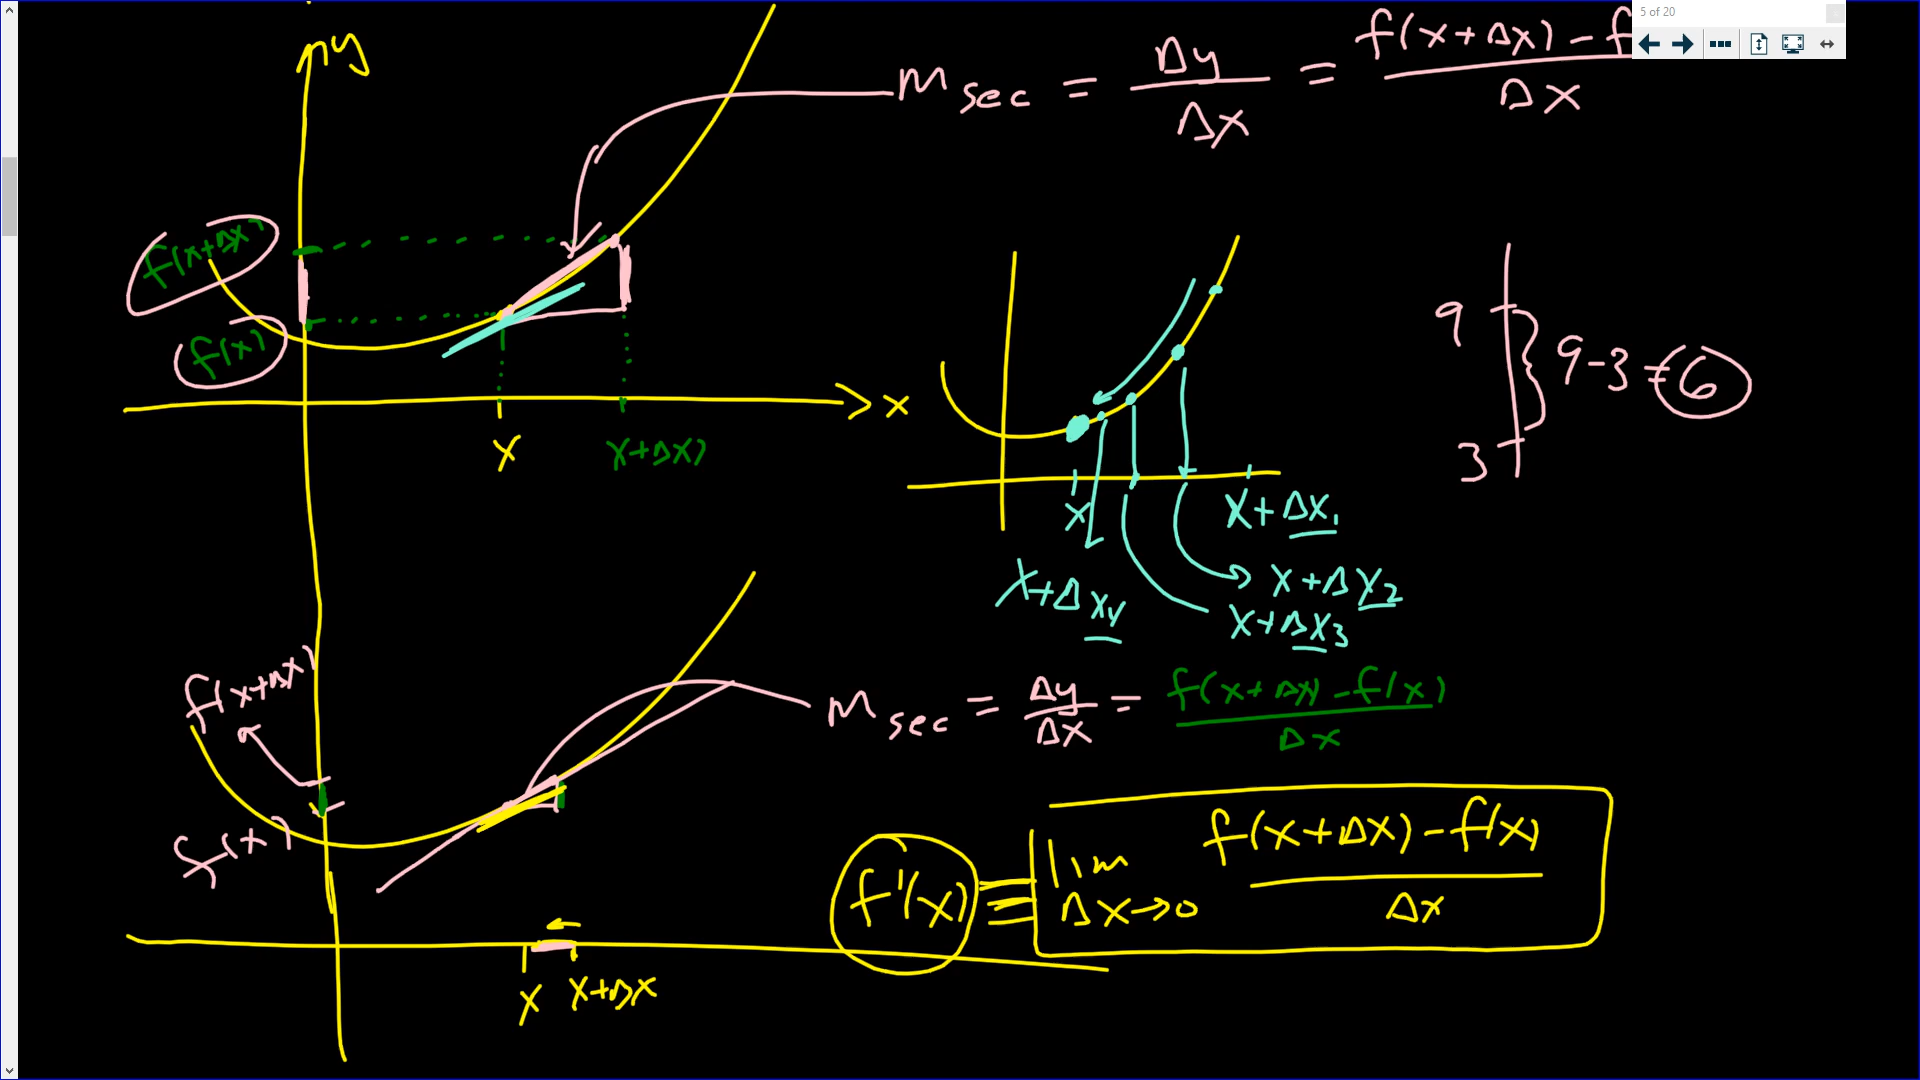 5 of 20
y
m sec = Δy/Δx = f(x+Δx) - f
Δx
f(x+Δx)
f(x)
x
x
x+Δx)
9
9-3=6
3
x
x+Δx1
x+Δx2
x+Δx3
x+Δx4
f(x+Δx)
f(x)
m sec = Δy/Δx = f(x+Δx) - f(x)
Δx
f'(x) ≡ lim Δx→0 f(x+Δx) - f(x)
Δx
x x+Δx